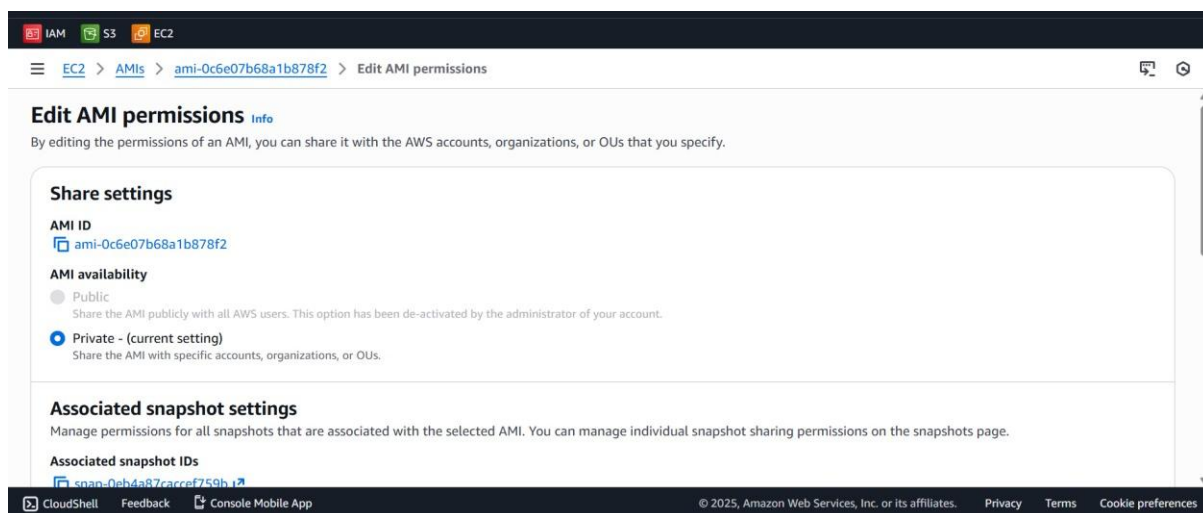 IAM S3 EC2
EC2 > AMIs > ami-0c6e07b68a1b878f2 > Edit AMI permissions
Edit AMI permissions Info
By editing the permissions of an AMI, you can share it with the AWS accounts, organizations, or OUs that you specify.
Share settings
AMI ID
ami-0c6e07b68a1b878f2
AMI availability
Public
Share the AMI publicly with all AWS users. This option has been de-activated by the administrator of your account.
Private - (current setting)
Share the AMI with specific accounts, organizations, or OUs.
Associated snapshot settings
Manage permissions for all snapshots that are associated with the selected AMI. You can manage individual snapshot sharing permissions on the snapshots page.
Associated snapshot IDs
snap-0eb4a87caccef759b
CloudShell Feedback Console Mobile App © 2025, Amazon Web Services, Inc. or its affiliates. Privacy Terms Cookie preferences